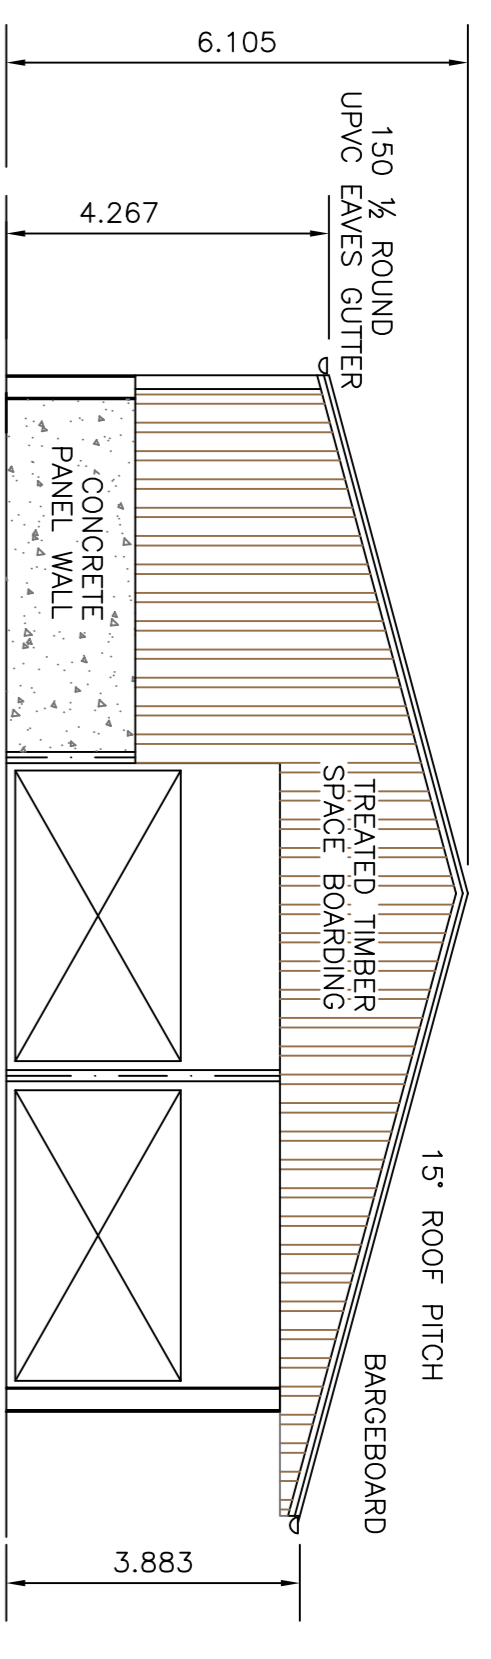 6.105
4.267
150 ½ ROUND
UPVC EAVES GUTTER
CONCRETE
PANEL WALL
TREATED TIMBER
SPACE BOARDING
15° ROOF PITCH
BARGEBOARD
3.883